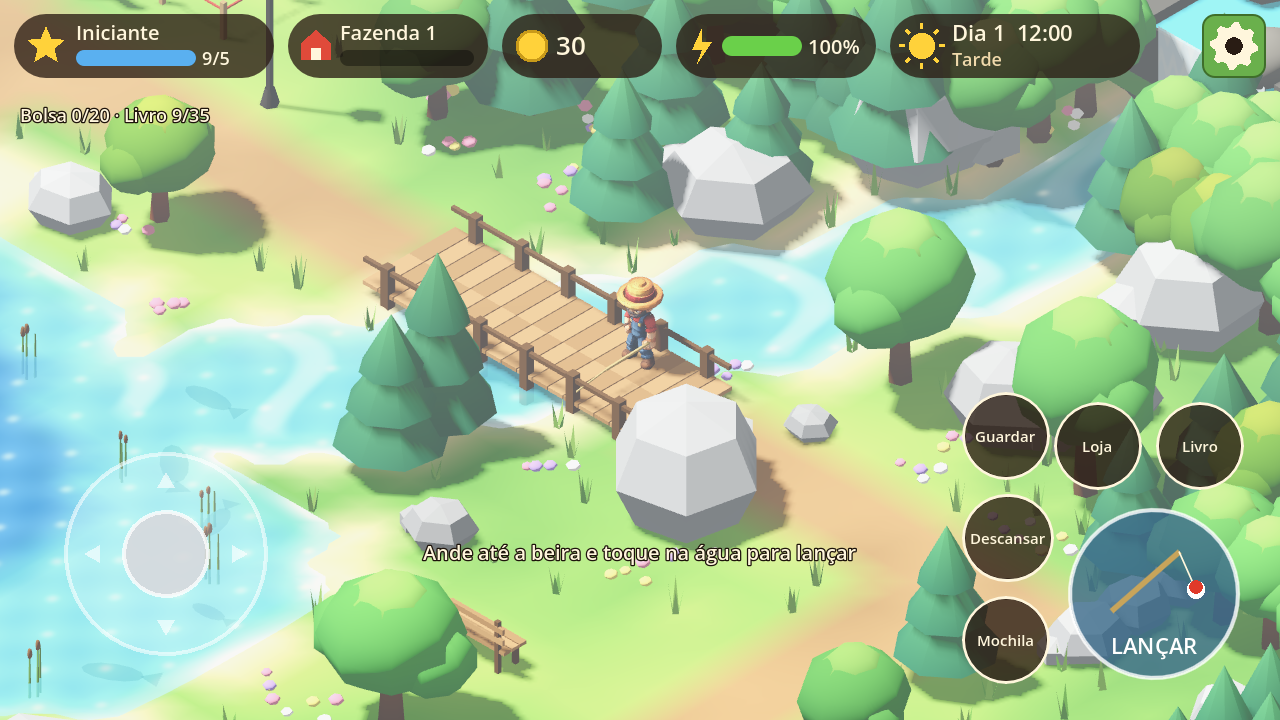 Iniciante
9/5
Fazenda 1
30
100%
Dia 1 12:00
Tarde
Bolsa 0/20 · Livro 9/35
Guardar
Loja
Livro
Descansar
Ande até a beira e toque na água para lançar
Mochila
LANÇAR